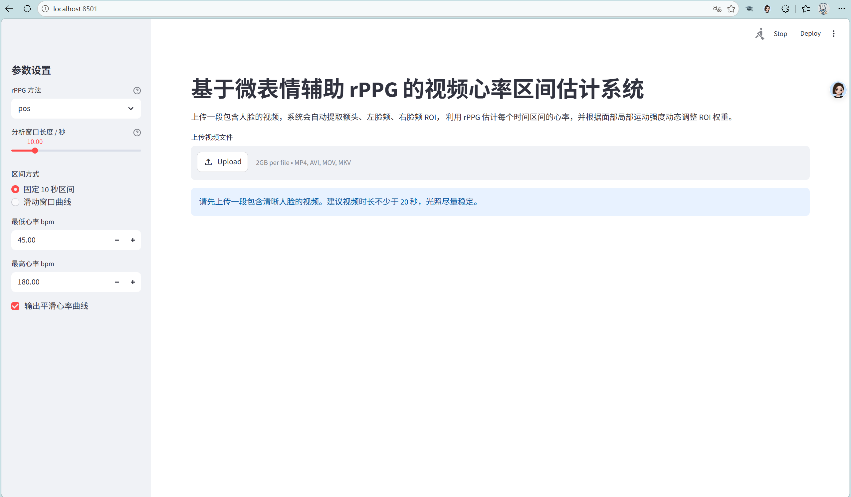 localhost:8501
Stop
Deploy
参数设置
rPPG 方法
pos
分析窗口长度 / 秒
10.00
区间方式
固定 10 秒区间
滑动窗口曲线
最低心率 bpm
45.00
最高心率 bpm
180.00
输出平滑心率曲线
基于微表情辅助 rPPG 的视频心率区间估计系统
上传一段包含人脸的视频，系统会自动提取额头、左脸颊、右脸颊 ROI， 利用 rPPG 估计每个时间区间的心率，并根据面部局部运动强度动态调整 ROI 权重。
上传视频文件
Upload
2GB per file • MP4, AVI, MOV, MKV
请先上传一段包含清晰人脸的视频。建议视频时长不少于 20 秒，光照尽量稳定。